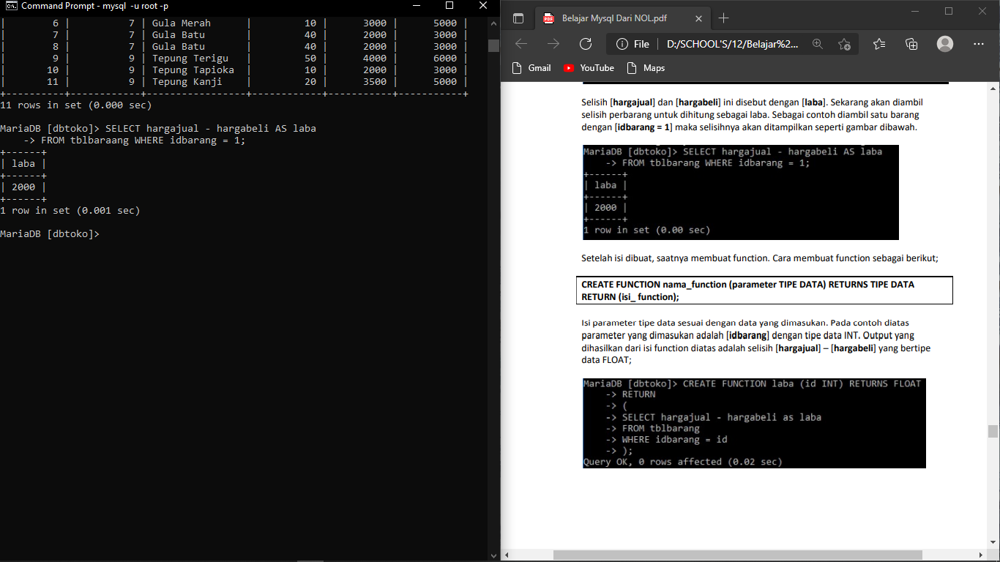 Command Prompt - mysql -u root -p
| 6 | 7 | Gula Merah | 10 | 3000 | 5000 |
| 7 | 7 | Gula Batu | 40 | 2000 | 3000 |
| 8 | 7 | Gula Batu | 40 | 2000 | 3000 |
| 9 | 9 | Tepung Terigu | 50 | 4000 | 6000 |
| 10 | 9 | Tepung Tapioka | 10 | 2000 | 3000 |
| 11 | 9 | Tepung Kanji | 20 | 3500 | 5000 |
+----------+------------+-----------------+------------+-----------+-----------+
11 rows in set (0.000 sec)
MariaDB [dbtoko]> SELECT hargajual - hargabeli AS laba
-> FROM tblbaraang WHERE idbarang = 1;
+------+
| laba |
+------+
| 2000 |
+------+
1 row in set (0.001 sec)
MariaDB [dbtoko]>
Belajar Mysql Dari NOL.pdf
File
D:/SCHOOL'S/12/Belajar%2...
Gmail
YouTube
Maps
Selisih [hargajual] dan [hargabeli] ini disebut dengan [laba]. Sekarang akan diambil
selisih perbarang untuk dihitung sebagai laba. Sebagai contoh diambil satu barang
dengan [idbarang = 1] maka selisihnya akan ditampilkan seperti gambar dibawah.
MariaDB [dbtoko]> SELECT hargajual - hargabeli AS laba
-> FROM tblbarang WHERE idbarang = 1;
+------+
| laba |
+------+
| 2000 |
+------+
1 row in set (0.00 sec)
Setelah isi dibuat, saatnya membuat function. Cara membuat function sebagai berikut;
CREATE FUNCTION nama_function (parameter TIPE DATA) RETURNS TIPE DATA
RETURN (isi_ function);
Isi parameter tipe data sesuai dengan data yang dimasukan. Pada contoh diatas
parameter yang dimasukan adalah [idbarang] dengan tipe data INT. Output yang
dihasilkan dari isi function diatas adalah selisih [hargajual] – [hargabeli] yang bertipe
data FLOAT;
MariaDB [dbtoko]> CREATE FUNCTION laba (id INT) RETURNS FLOAT
-> RETURN
-> (
-> SELECT hargajual - hargabeli as laba
-> FROM tblbarang
-> WHERE idbarang = id
-> );
Query OK, 0 rows affected (0.02 sec)